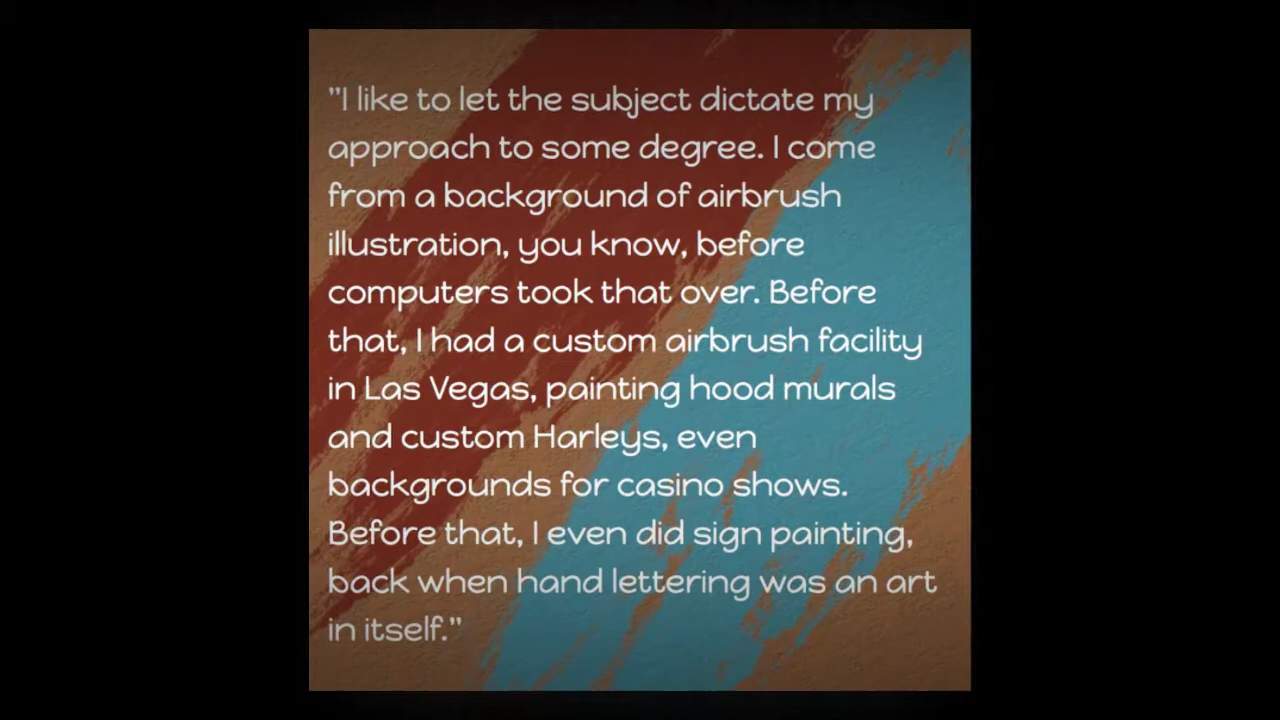 "I like to let the subject dictate my
approach to some degree. I come
from a background of airbrush
illustration, you know, before
computers took that over. Before
that, I had a custom airbrush facility
in Las Vegas, painting hood murals
and custom Harleys, even
backgrounds for casino shows.
Before that, I even did sign painting,
back when hand lettering was an art
in itself."